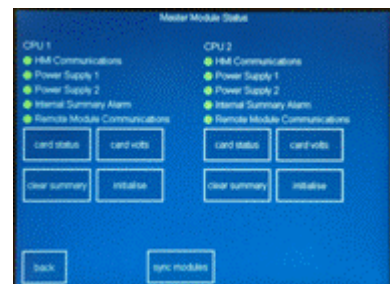 Master Module Status
CPU 1
HMI Communications
Power Supply 1
Power Supply 2
Internal Summary Alarm
Remote Module Communications
card status
card volts
clear summary
initialise
CPU 2
HMI Communications
Power Supply 1
Power Supply 2
Internal Summary Alarm
Remote Module Communications
card status
card volts
clear summary
initialise
back
sync modules